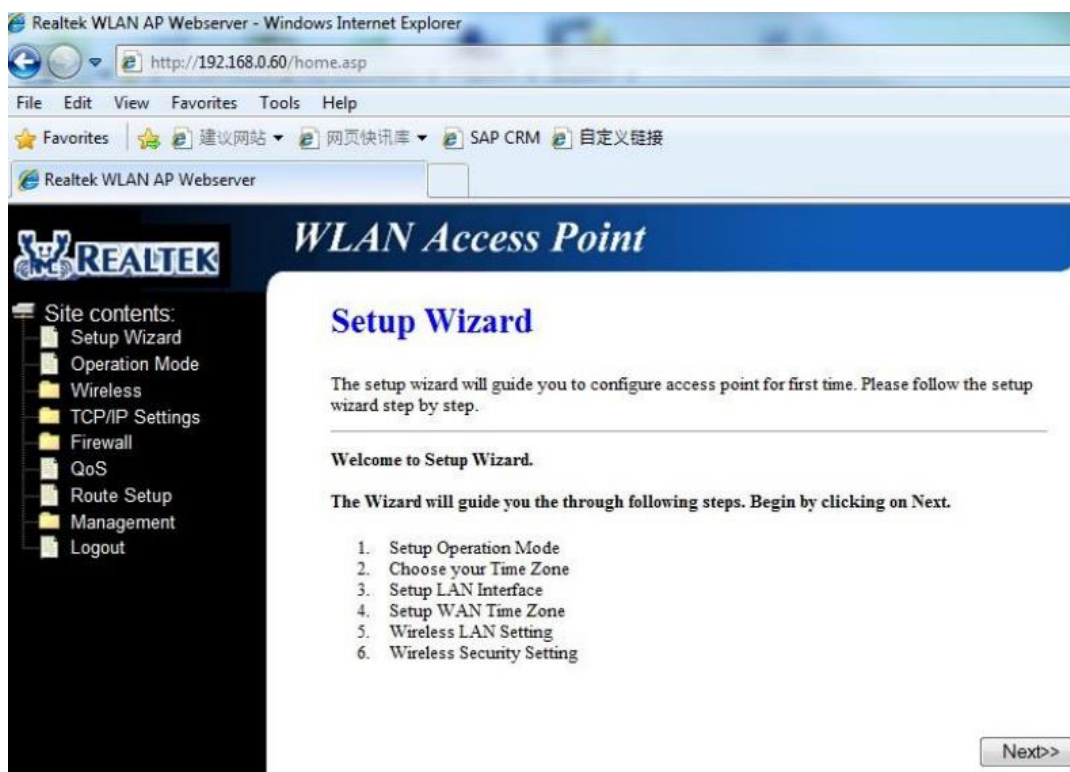 Realtek WLAN AP Webserver - Windows Internet Explorer
http://192.168.0.60/home.asp
File Edit View Favorites Tools Help
Favorites 建议网站 网页快讯库 SAP CRM 自定义链接
Realtek WLAN AP Webserver
REALTEK
WLAN Access Point
Site contents:
Setup Wizard
Operation Mode
Wireless
TCP/IP Settings
Firewall
QoS
Route Setup
Management
Logout
Setup Wizard
The setup wizard will guide you to configure access point for first time. Please follow the setup
wizard step by step.
Welcome to Setup Wizard.
The Wizard will guide you the through following steps. Begin by clicking on Next.
1. Setup Operation Mode
2. Choose your Time Zone
3. Setup LAN Interface
4. Setup WAN Time Zone
5. Wireless LAN Setting
6. Wireless Security Setting
Next>>